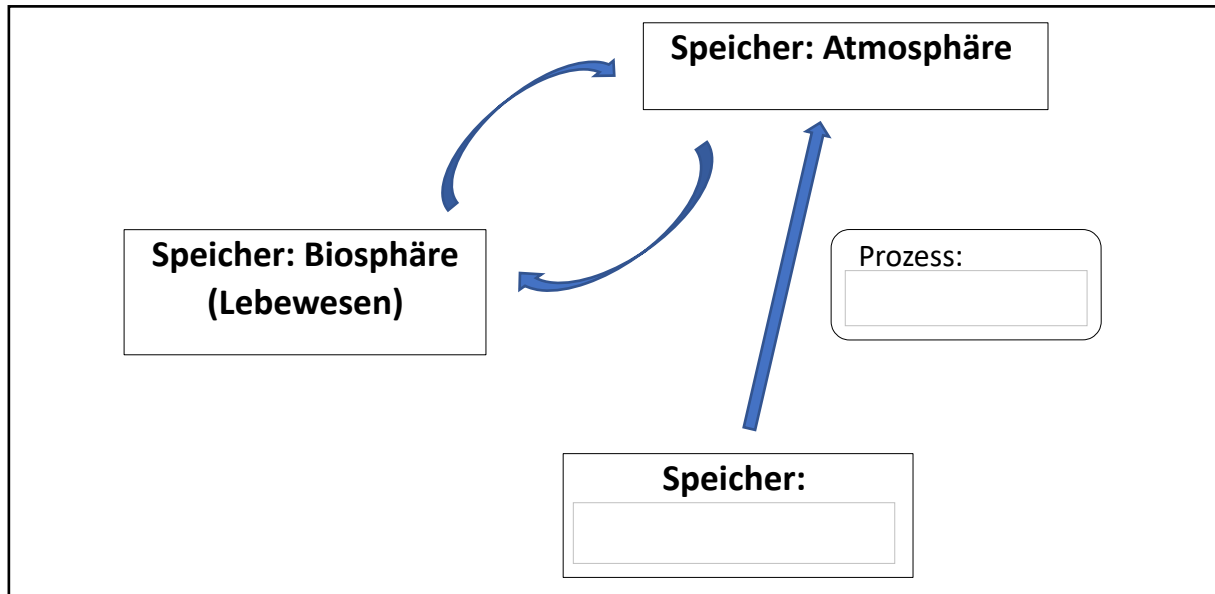 Speicher: Atmosphäre
Speicher: Biosphäre
(Lebewesen)
Prozess:
Speicher: